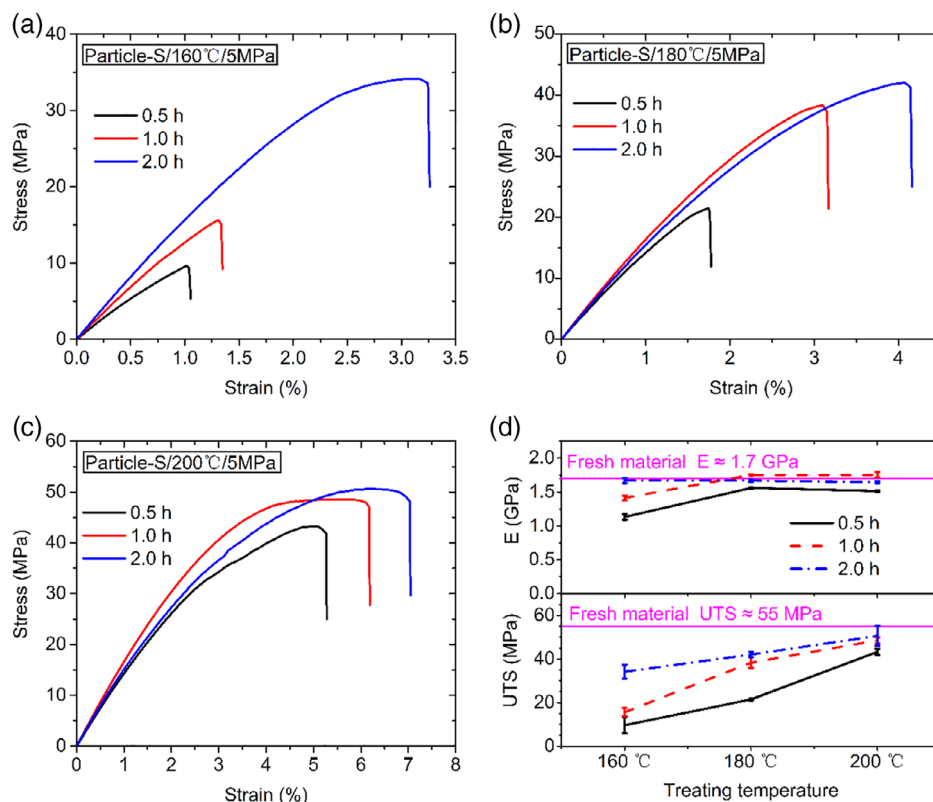 (a)
Particle-S/160℃/5MPa
0.5 h
1.0 h
2.0 h
Stress (MPa)
40
30
20
10
0
0.0 0.5 1.0 1.5 2.0 2.5 3.0 3.5
Strain (%)
(b)
Particle-S/180℃/5MPa
0.5 h
1.0 h
2.0 h
Stress (MPa)
50
40
30
20
10
0
0 1 2 3 4
Strain (%)
(c)
Particle-S/200℃/5MPa
0.5 h
1.0 h
2.0 h
Stress (MPa)
60
50
40
30
20
10
0
0 1 2 3 4 5 6 7 8
Strain (%)
(d)
Fresh material E ≈ 1.7 GPa
E (GPa)
2.0
1.5
1.0
0.5
0.0
0.5 h
1.0 h
2.0 h
Fresh material UTS ≈ 55 MPa
UTS (MPa)
60
40
20
0
160 ℃ 180 ℃ 200 ℃
Treating temperature